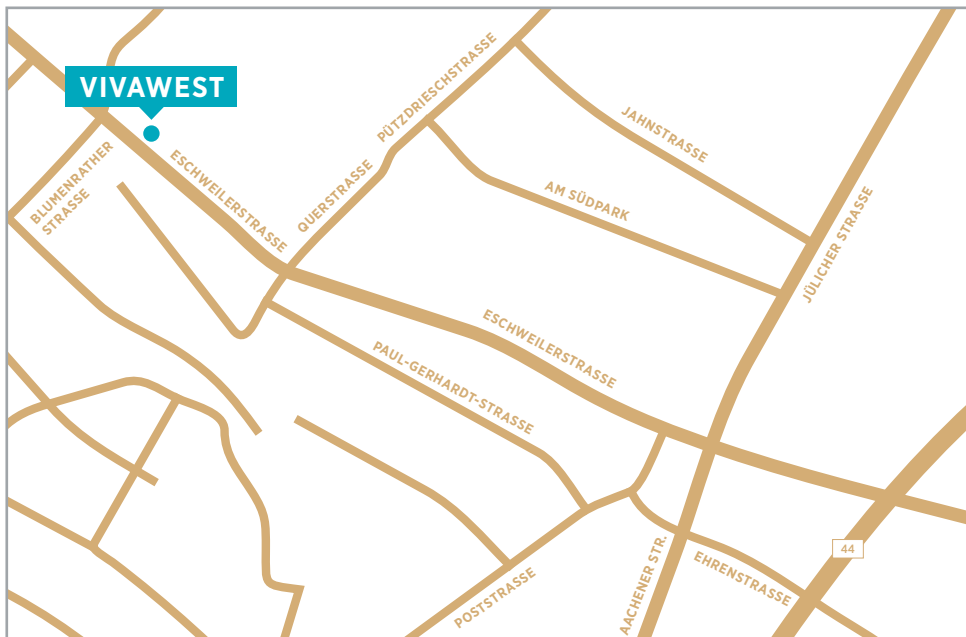 VIVAWEST
BLUMENRATHER
STRASSE
ESCHWEILERSTRASSE
QUERSTRASSE
PÜTZDRIESCHSTRASSE
JAHNSTRASSE
AM SÜDPARK
JÜLICHER STRASSE
ESCHWEILERSTRASSE
PAUL-GERHARDT-STRASSE
POSTSTRASSE
AACHENER STR.
EHRENSTRASSE
44